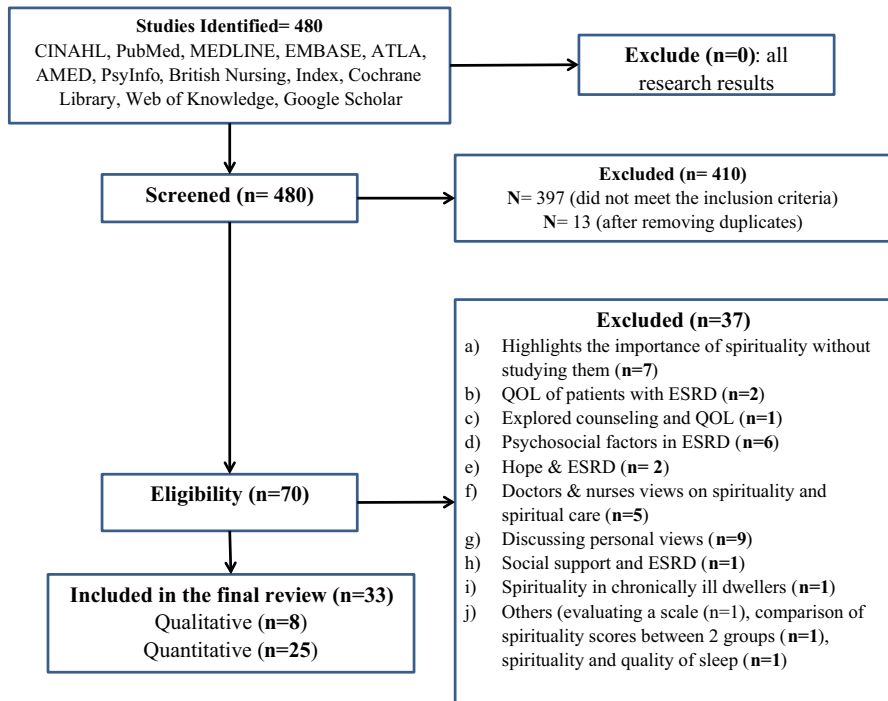 Studies Identified= 480
CINAHL, PubMed, MEDLINE, EMBASE, ATLA,
AMED, PsyInfo, British Nursing, Index, Cochrane
Library, Web of Knowledge, Google Scholar
Exclude (n=0): all
research results
Screened (n= 480)
Excluded (n= 410)
N= 397 (did not meet the inclusion criteria)
N= 13 (after removing duplicates)
Excluded (n=37)
a) Highlights the importance of spirituality without
studying them (n=7)
b) QOL of patients with ESRD (n=2)
c) Explored counseling and QOL (n=1)
d) Psychosocial factors in ESRD (n=6)
e) Hope & ESRD (n= 2)
f) Doctors & nurses views on spirituality and
spiritual care (n=5)
g) Discussing personal views (n=9)
h) Social support and ESRD (n=1)
i) Spirituality in chronically ill dwellers (n=1)
j) Others (evaluating a scale (n=1), comparison of
spirituality scores between 2 groups (n=1),
spirituality and quality of sleep (n=1)
Eligibility (n=70)
Included in the final review (n=33)
Qualitative (n=8)
Quantitative (n=25)